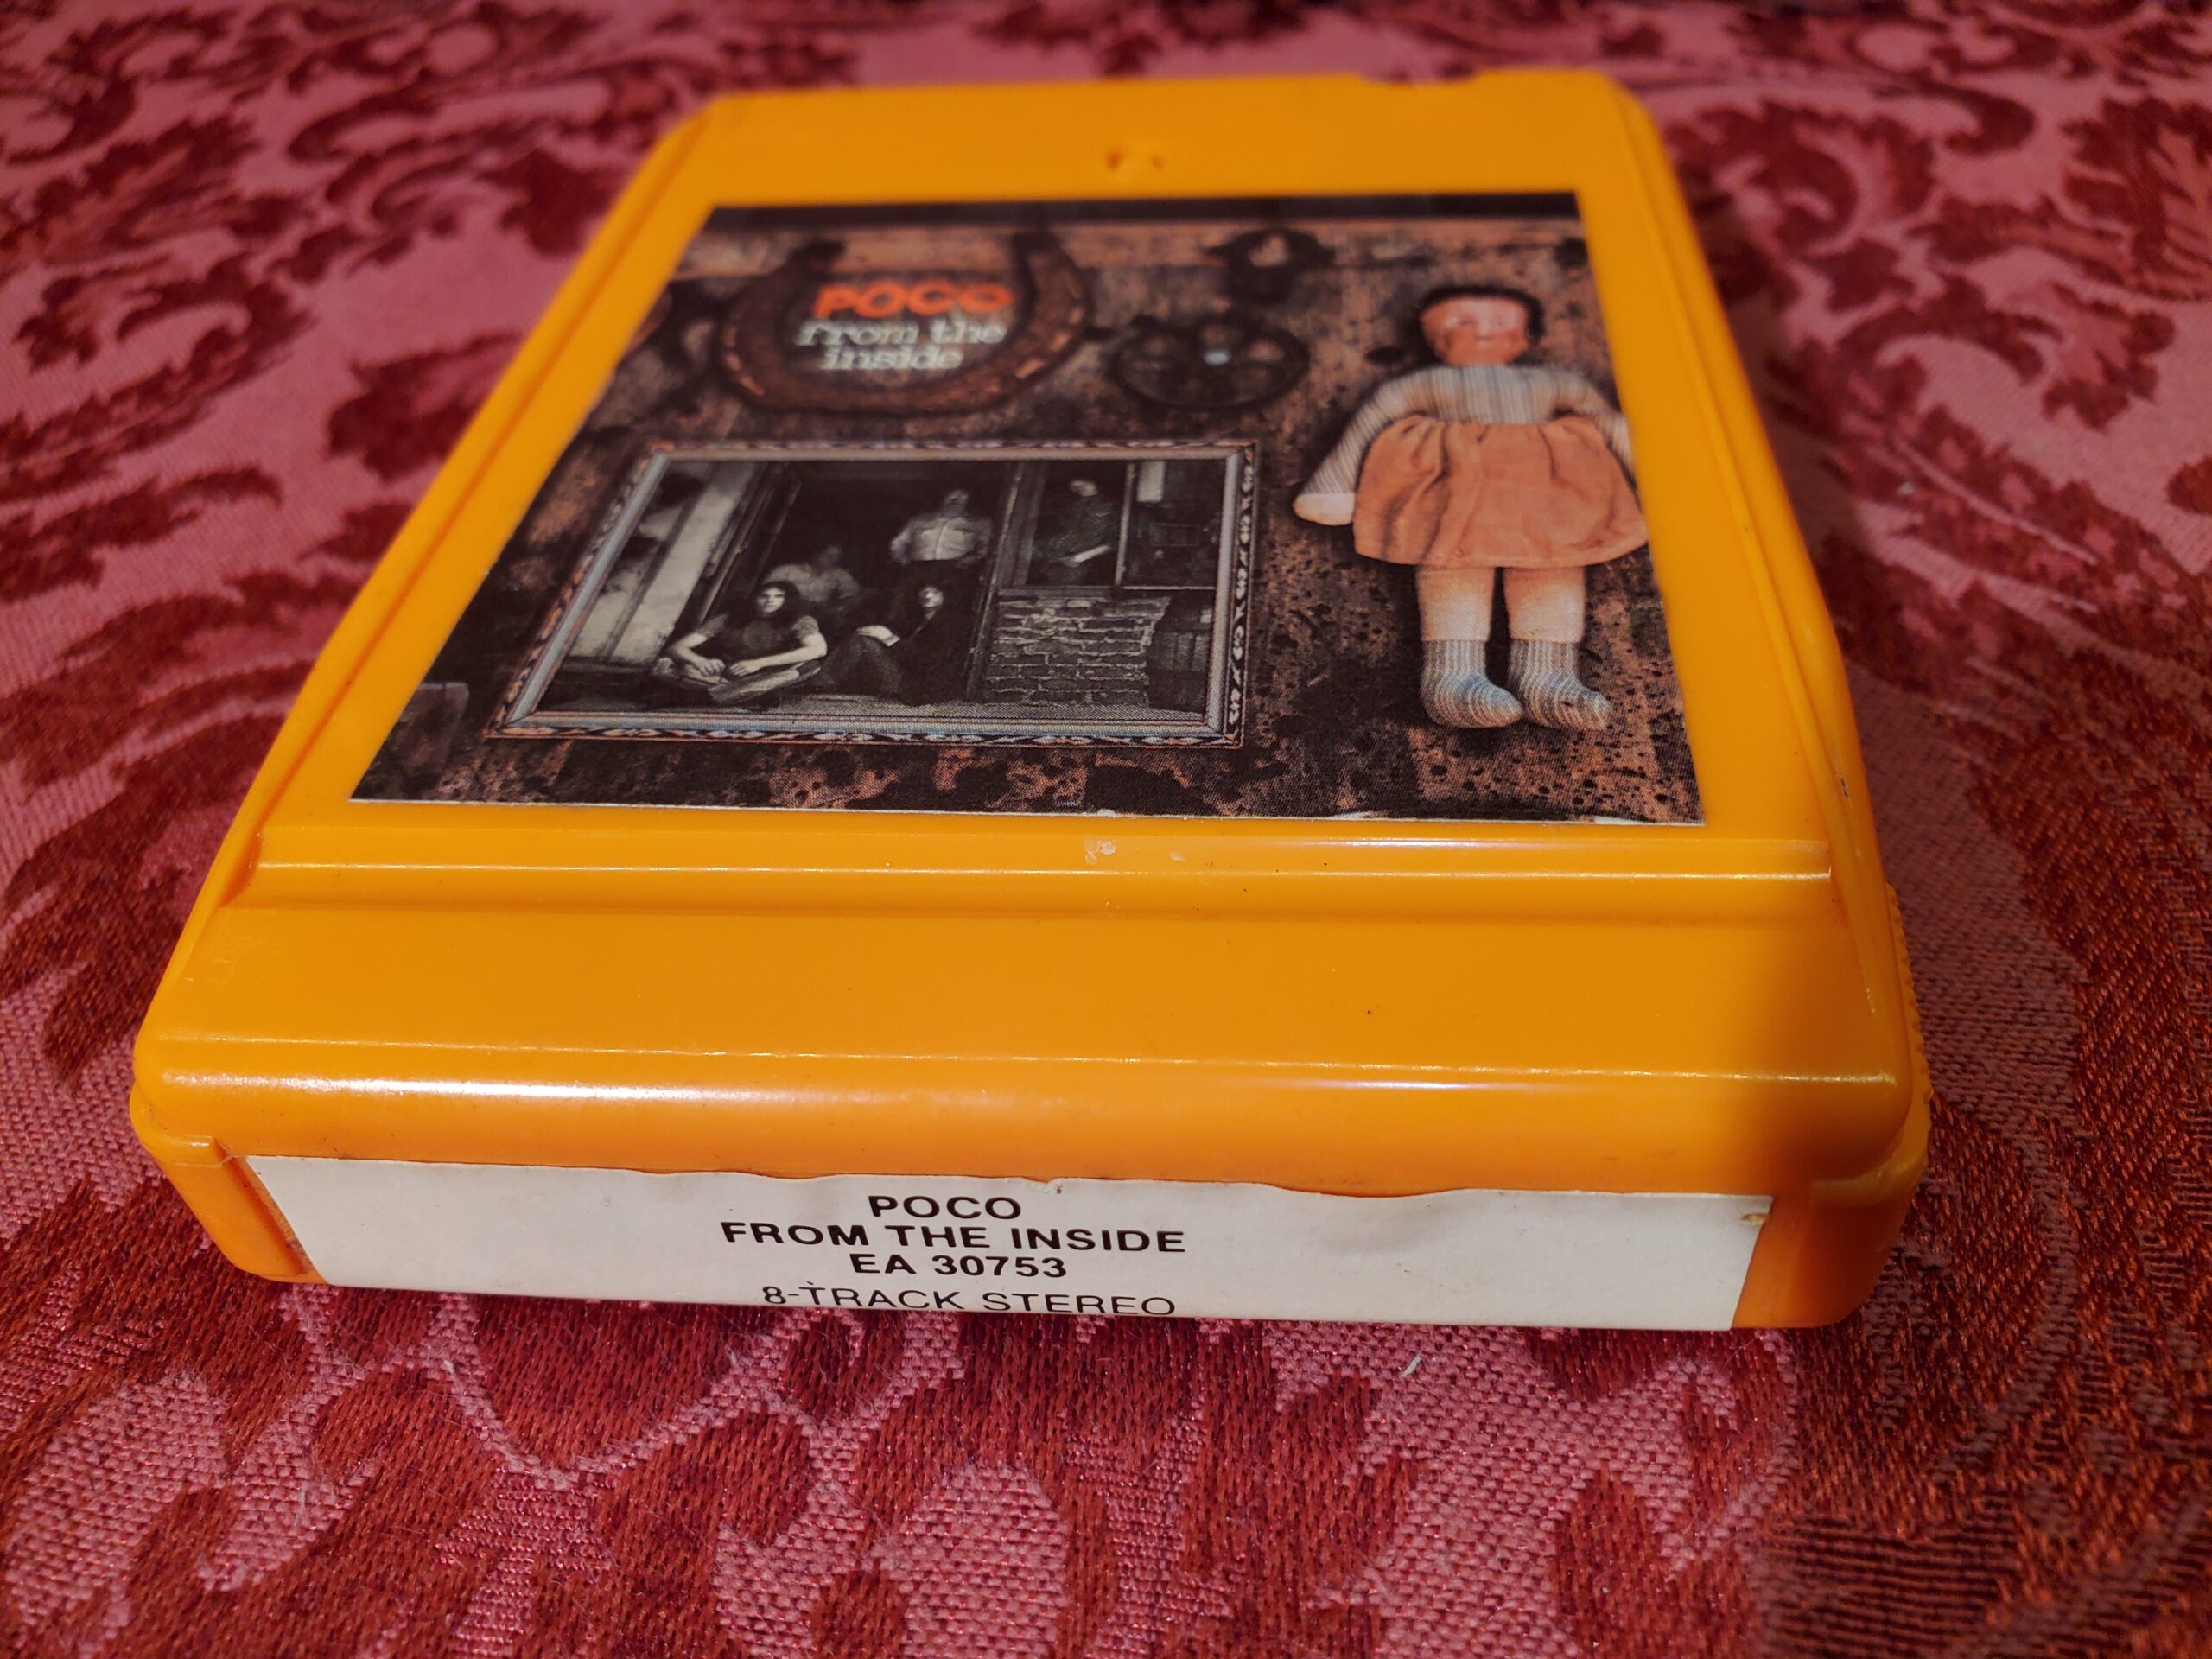 POCO
from the
inside
POCO
FROM THE INSIDE
EA 30753
8-TRACK STEREO